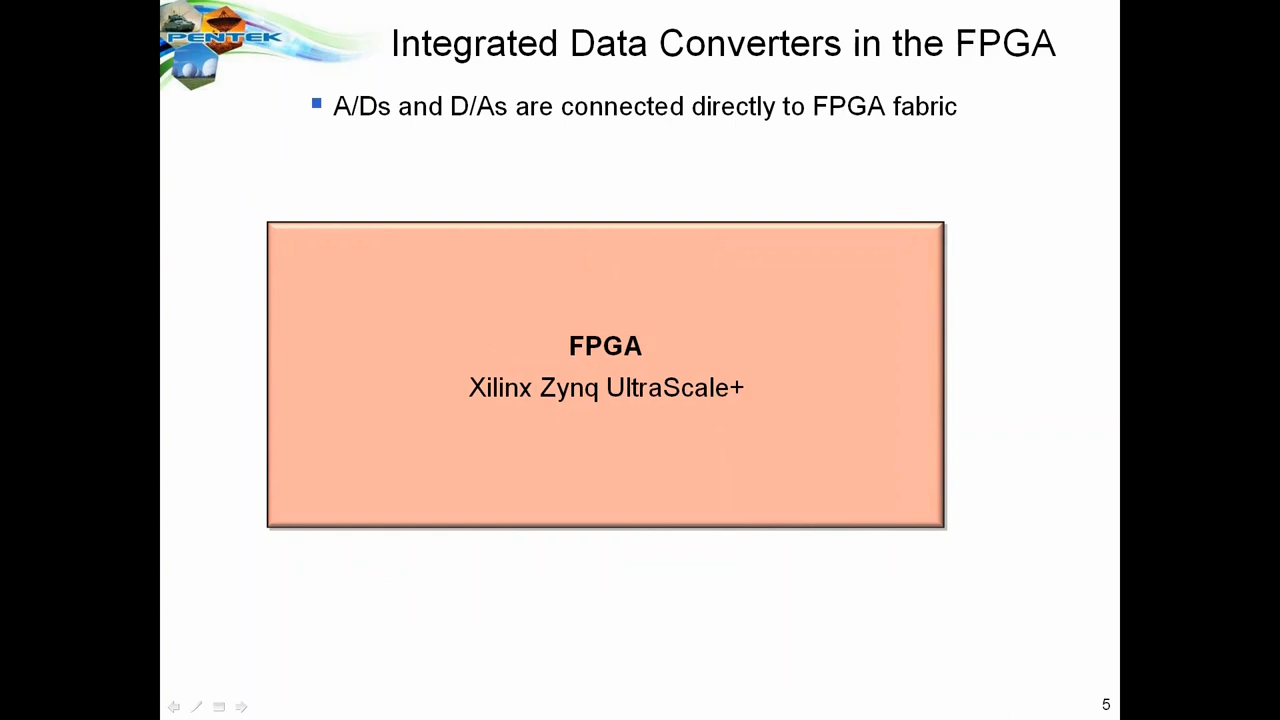 PENTEK
Integrated Data Converters in the FPGA
A/Ds and D/As are connected directly to FPGA fabric
FPGA
Xilinx Zynq UltraScale+
5